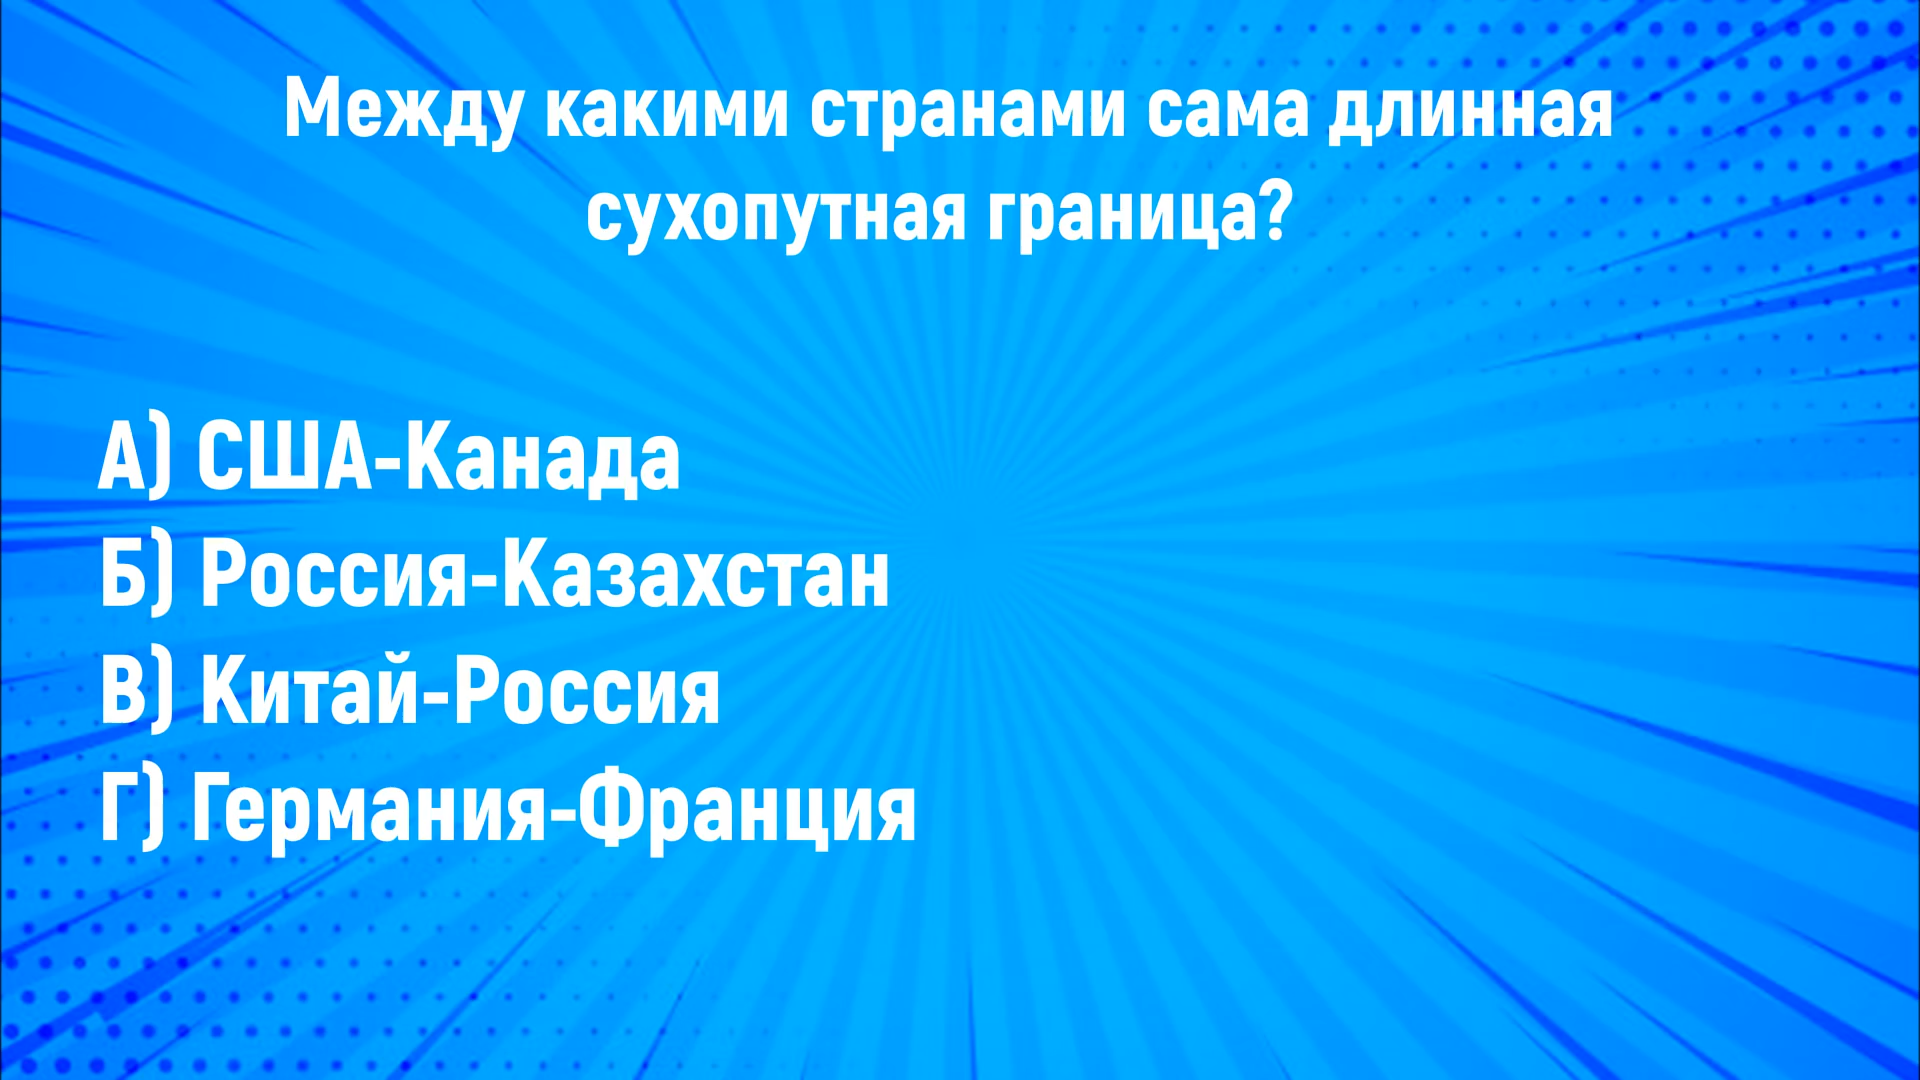 Между какими странами сама длинная
сухопутная граница?
А) США-Канада
Б) Россия-Казахстан
В) Китай-Россия
Г) Германия-Франция